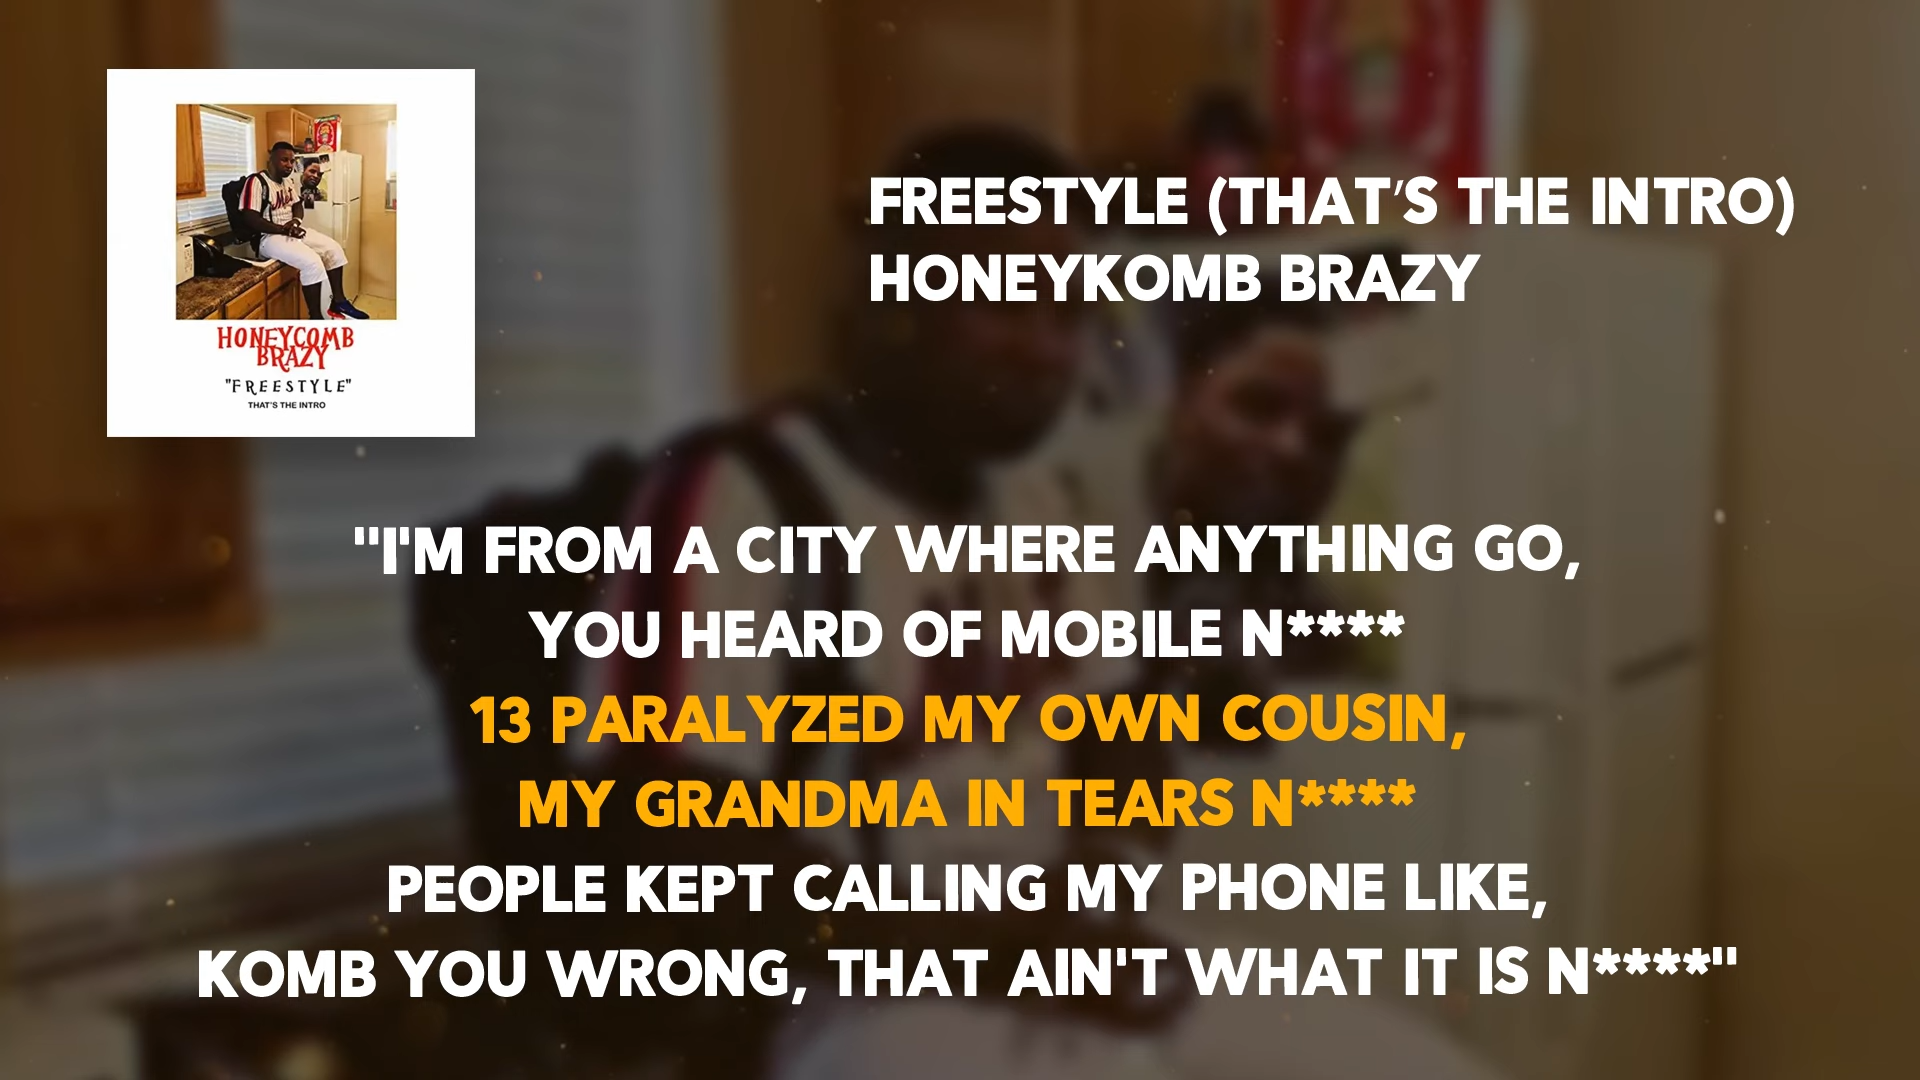 HONEYCOMB
BRAZY
"FREESTYLE"
THAT'S THE INTRO
FREESTYLE (THAT'S THE INTRO)
HONEYKOMB BRAZY
"I'M FROM A CITY WHERE ANYTHING GO,
YOU HEARD OF MOBILE N****
13 PARALYZED MY OWN COUSIN,
MY GRANDMA IN TEARS N****
PEOPLE KEPT CALLING MY PHONE LIKE,
KOMB YOU WRONG, THAT AIN'T WHAT IT IS N****"